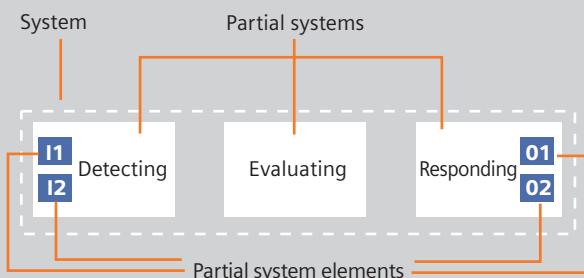 System
Partial systems
I1
Detecting
I2
Evaluating
Responding
01
02
Partial system elements